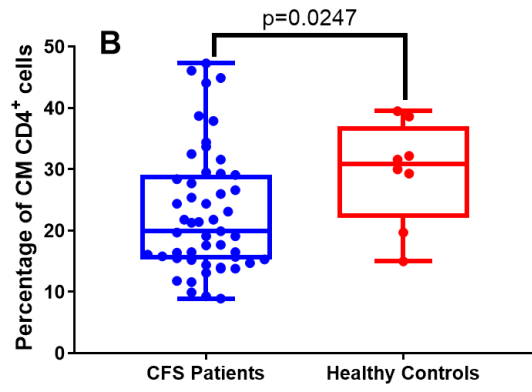 p=0.0247
B
Percentage of CM CD4⁺ cells
50
40
30
20
10
0
CFS Patients
Healthy Controls